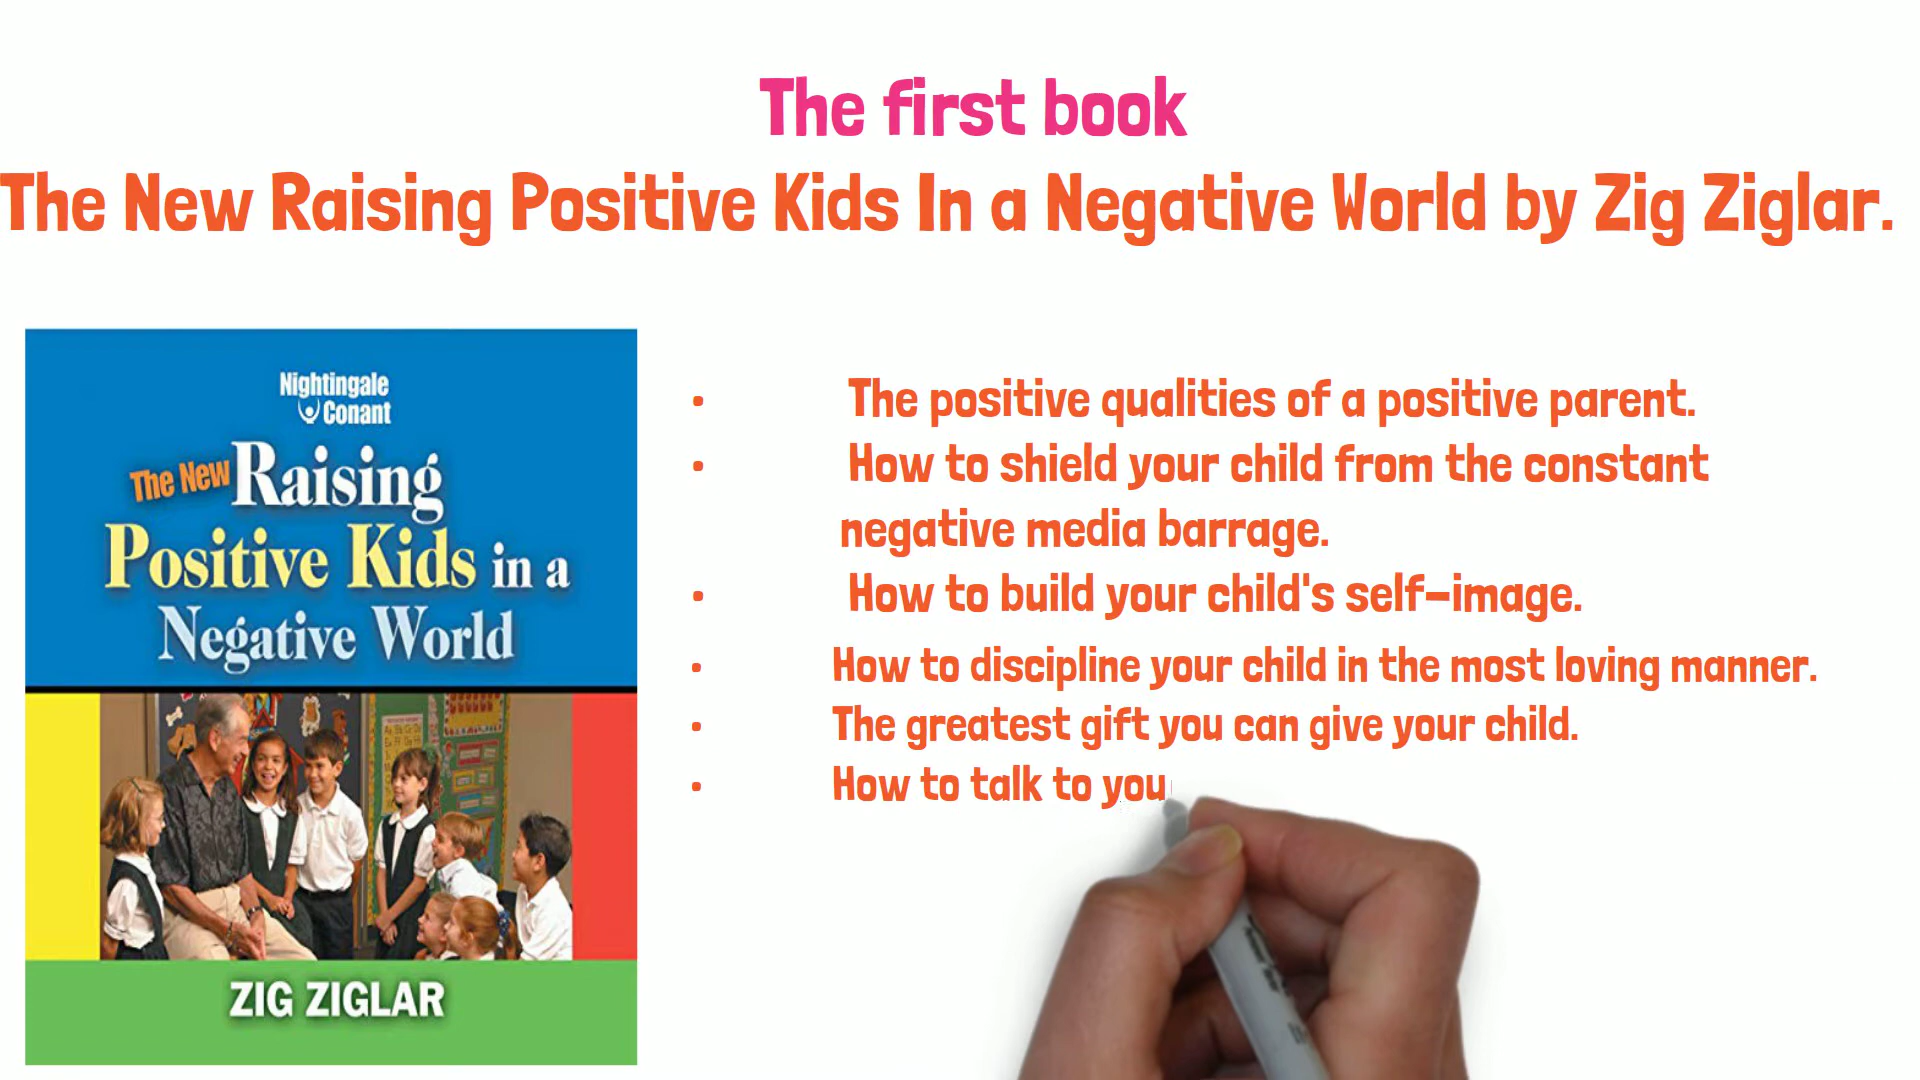 The first book
The New Raising Positive Kids In a Negative World by Zig Ziglar.
Nightingale
Conant
The New Raising
Positive Kids in a
Negative World
ZIG ZIGLAR
• The positive qualities of a positive parent.
• How to shield your child from the constant
negative media barrage.
• How to build your child's self-image.
• How to discipline your child in the most loving manner.
• The greatest gift you can give your child.
• How to talk to you